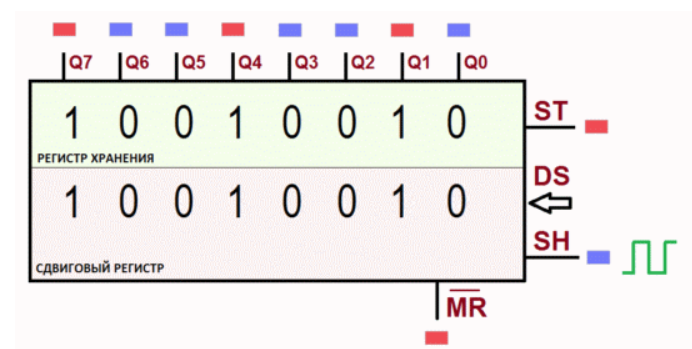 Q7 Q6 Q5 Q4 Q3 Q2 Q1 Q0
1 0 0 1 0 0 1 0
ST
РЕГИСТР ХРАНЕНИЯ
DS
1 0 0 1 0 0 1 0
SH
СДВИГОВЫЙ РЕГИСТР
M̅R̅